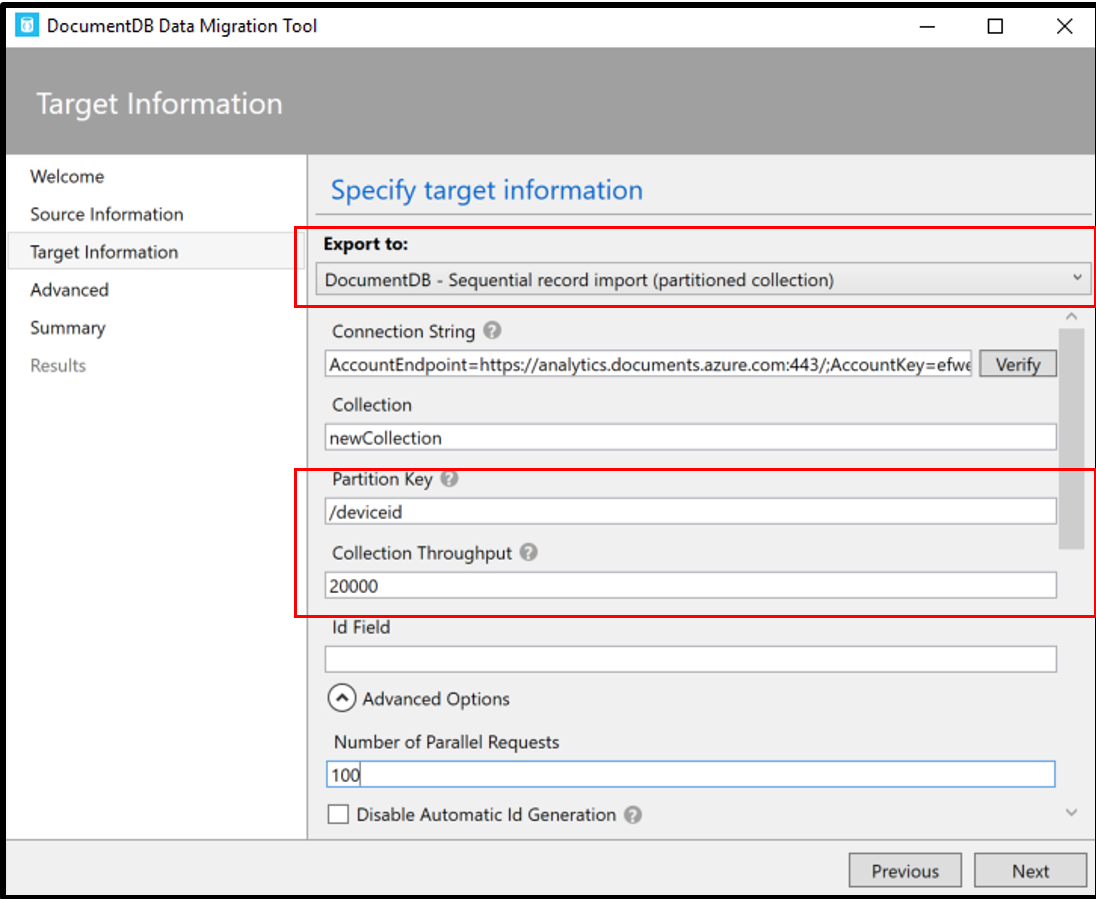 DocumentDB Data Migration Tool
Target Information
Welcome
Source Information
Target Information
Advanced
Summary
Results
Specify target information
Export to:
DocumentDB - Sequential record import (partitioned collection)
Connection String ?
AccountEndpoint=https://analytics.documents.azure.com:443/;AccountKey=efwe Verify
Collection
newCollection
Partition Key ?
/deviceid
Collection Throughput ?
20000
Id Field
Advanced Options
Number of Parallel Requests
100
Disable Automatic Id Generation ?
Previous Next